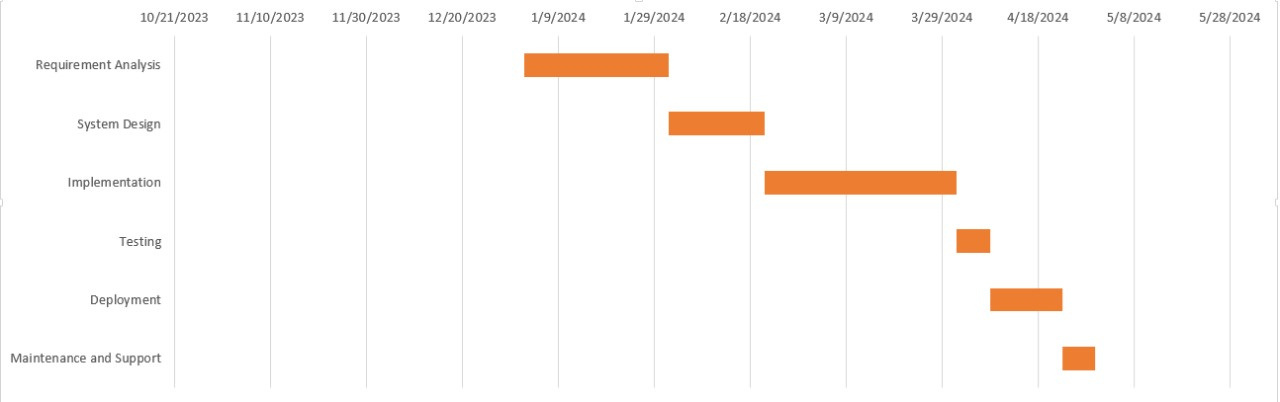 10/21/2023 11/10/2023 11/30/2023 12/20/2023 1/9/2024 1/29/2024 2/18/2024 3/9/2024 3/29/2024 4/18/2024 5/8/2024 5/28/2024
Requirement Analysis
System Design
Implementation
Testing
Deployment
Maintenance and Support